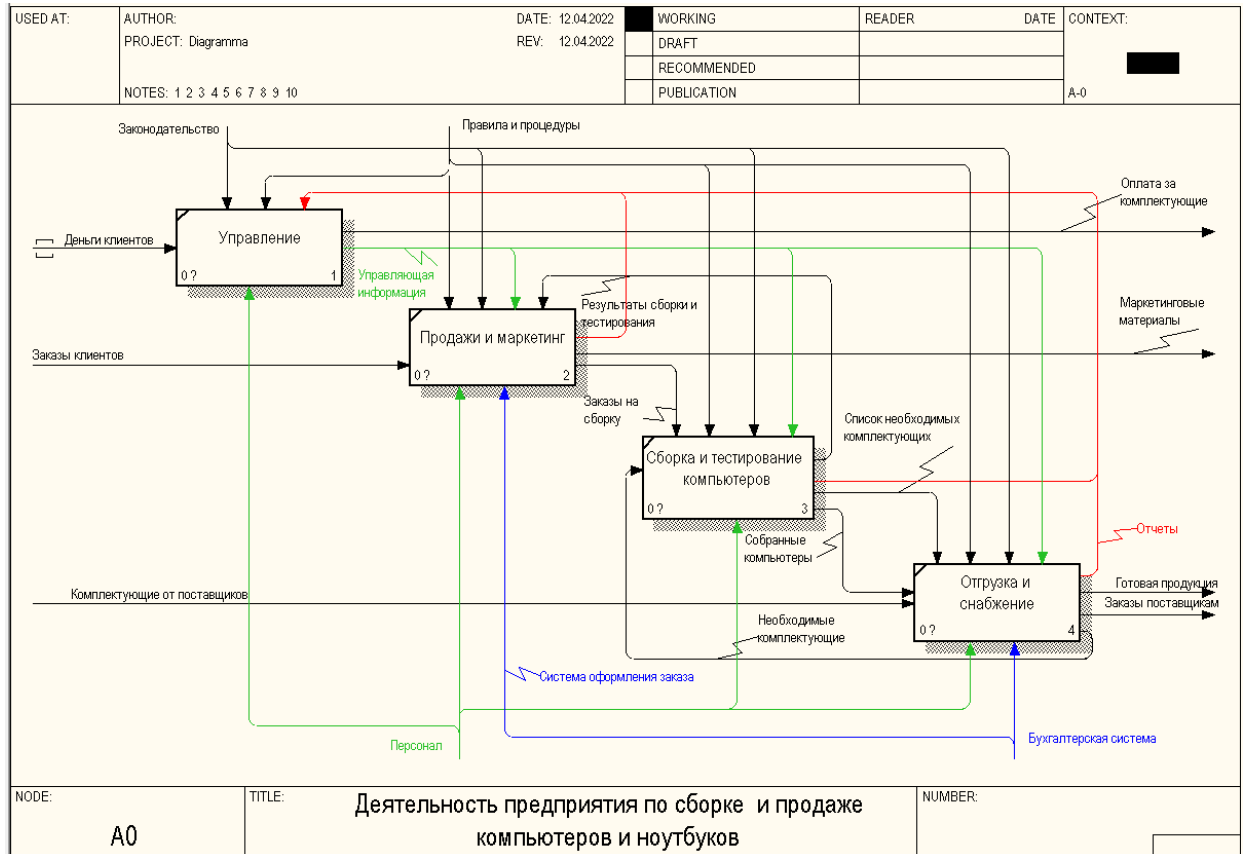 USED AT:
AUTHOR:
DATE: 12.04.2022
WORKING
READER
DATE
CONTEXT:
PROJECT: Diagramma
REV: 12.04.2022
DRAFT
RECOMMENDED
NOTES: 1 2 3 4 5 6 7 8 9 10
PUBLICATION
A-0
Законодательство
Правила и процедуры
Оплата за
комплектующие
Деньги клиентов
Управление
0 ?
1
Управляющая
информация
Результаты сборки и
тестирования
Маркетинговые
материалы
Заказы клиентов
Продажи и маркетинг
0 ?
2
Заказы на
сборку
Список необходимых
комплектующих
Сборка и тестирование
компьютеров
0 ?
3
Собранные
компьютеры
Отчеты
Комплектующие от поставщиков
Отгрузка и
снабжение
0 ?
4
Готовая продукция
Заказы поставщикам
Необходимые
комплектующие
Система оформления заказа
Персонал
Бухгалтерская система
NODE:
TITLE:
NUMBER:
A0
Деятельность предприятия по сборке и продаже
компьютеров и ноутбуков